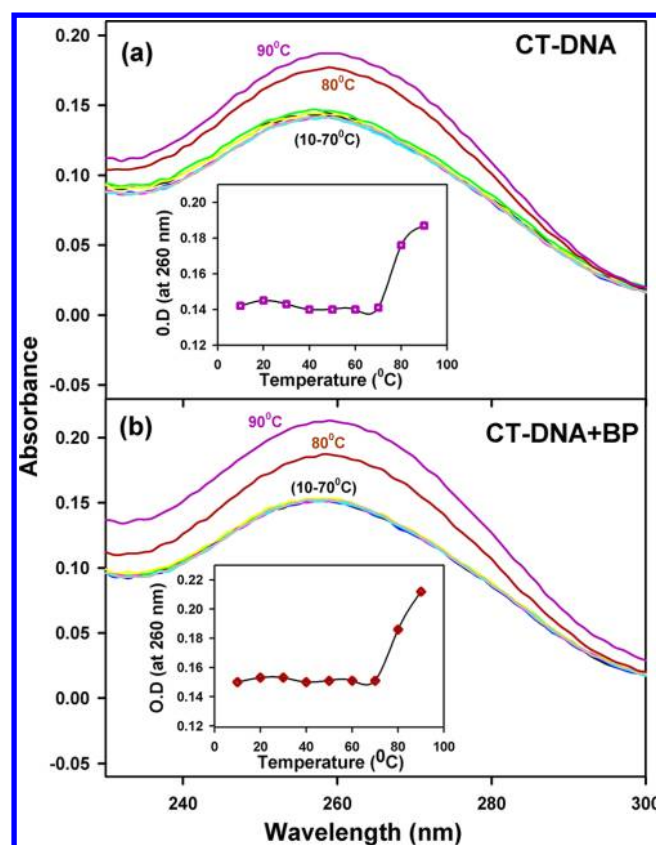 (a)
CT-DNA
90⁰C
80⁰C
(10-70⁰C)
0.20
0.15
0.10
0.05
0.00
-0.05
0.D (at 260 nm)
0.20
0.18
0.16
0.14
0.12
0 20 40 60 80 100
Temperature (⁰C)
Absorbance
(b)
CT-DNA+BP
90⁰C
80⁰C
(10-70⁰C)
0.20
0.15
0.10
0.05
0.00
-0.05
O.D (at 260 nm)
0.22
0.20
0.18
0.16
0.14
0.12
0 20 40 60 80 100
Temperature (⁰C)
240 260 280 300
Wavelength (nm)